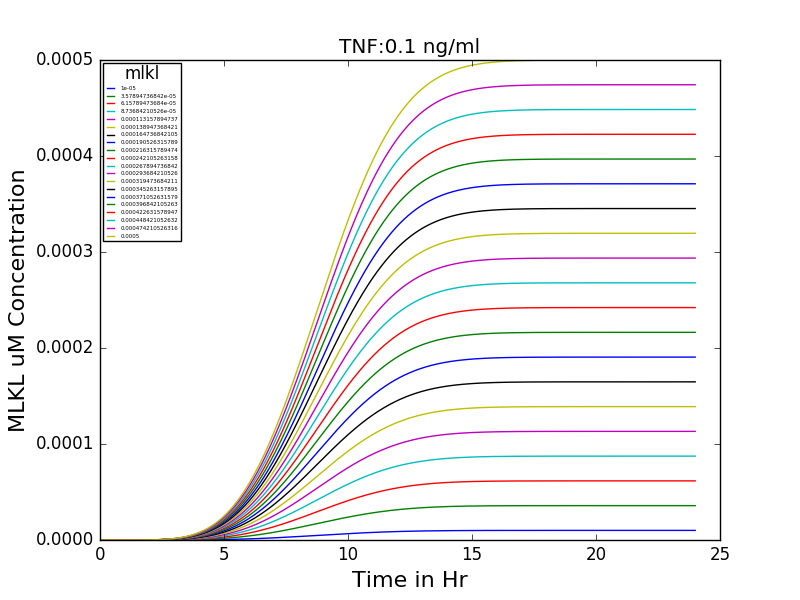 TNF:0.1 ng/ml
0.0005
0.0004
0.0003
0.0002
0.0001
0.0000
MLKL uM Concentration
mlkl
1e-05
3.57894736842e-05
6.15789473684e-05
8.73684210526e-05
0.000113157894737
0.000138947368421
0.000164736842105
0.000190526315789
0.000216315789474
0.000242105263158
0.000267894736842
0.000293684210526
0.000319473684211
0.000345263157895
0.000371052631579
0.000396842105263
0.000422631578947
0.000448421052632
0.000474210526316
0.0005
0 5 10 15 20 25
Time in Hr